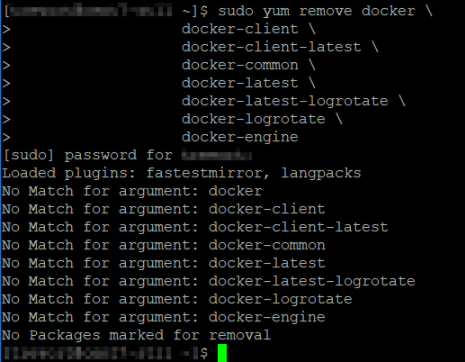 ~]$ sudo yum remove docker \
> docker-client \
> docker-client-latest \
> docker-common \
> docker-latest \
> docker-latest-logrotate \
> docker-logrotate \
> docker-engine
[sudo] password for
Loaded plugins: fastestmirror, langpacks
No Match for argument: docker
No Match for argument: docker-client
No Match for argument: docker-client-latest
No Match for argument: docker-common
No Match for argument: docker-latest
No Match for argument: docker-latest-logrotate
No Match for argument: docker-logrotate
No Match for argument: docker-engine
No Packages marked for removal
$